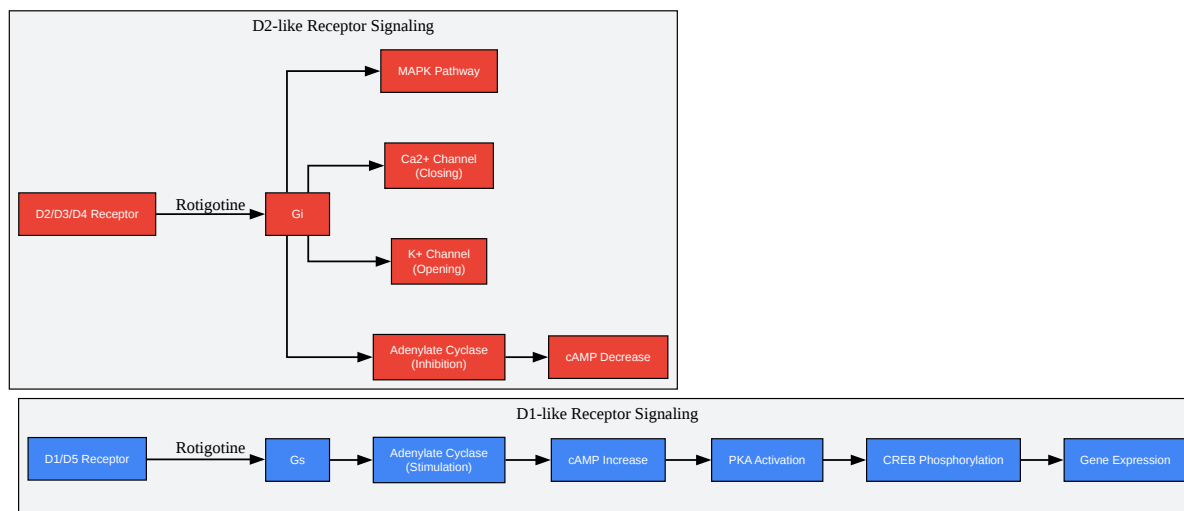 D2-like Receptor Signaling
MAPK Pathway
Ca2+ Channel
(Closing)
D2/D3/D4 Receptor
Rotigotine
Gi
K+ Channel
(Opening)
Adenylate Cyclase
(Inhibition)
cAMP Decrease
D1-like Receptor Signaling
D1/D5 Receptor
Rotigotine
Gs
Adenylate Cyclase
(Stimulation)
cAMP Increase
PKA Activation
CREB Phosphorylation
Gene Expression